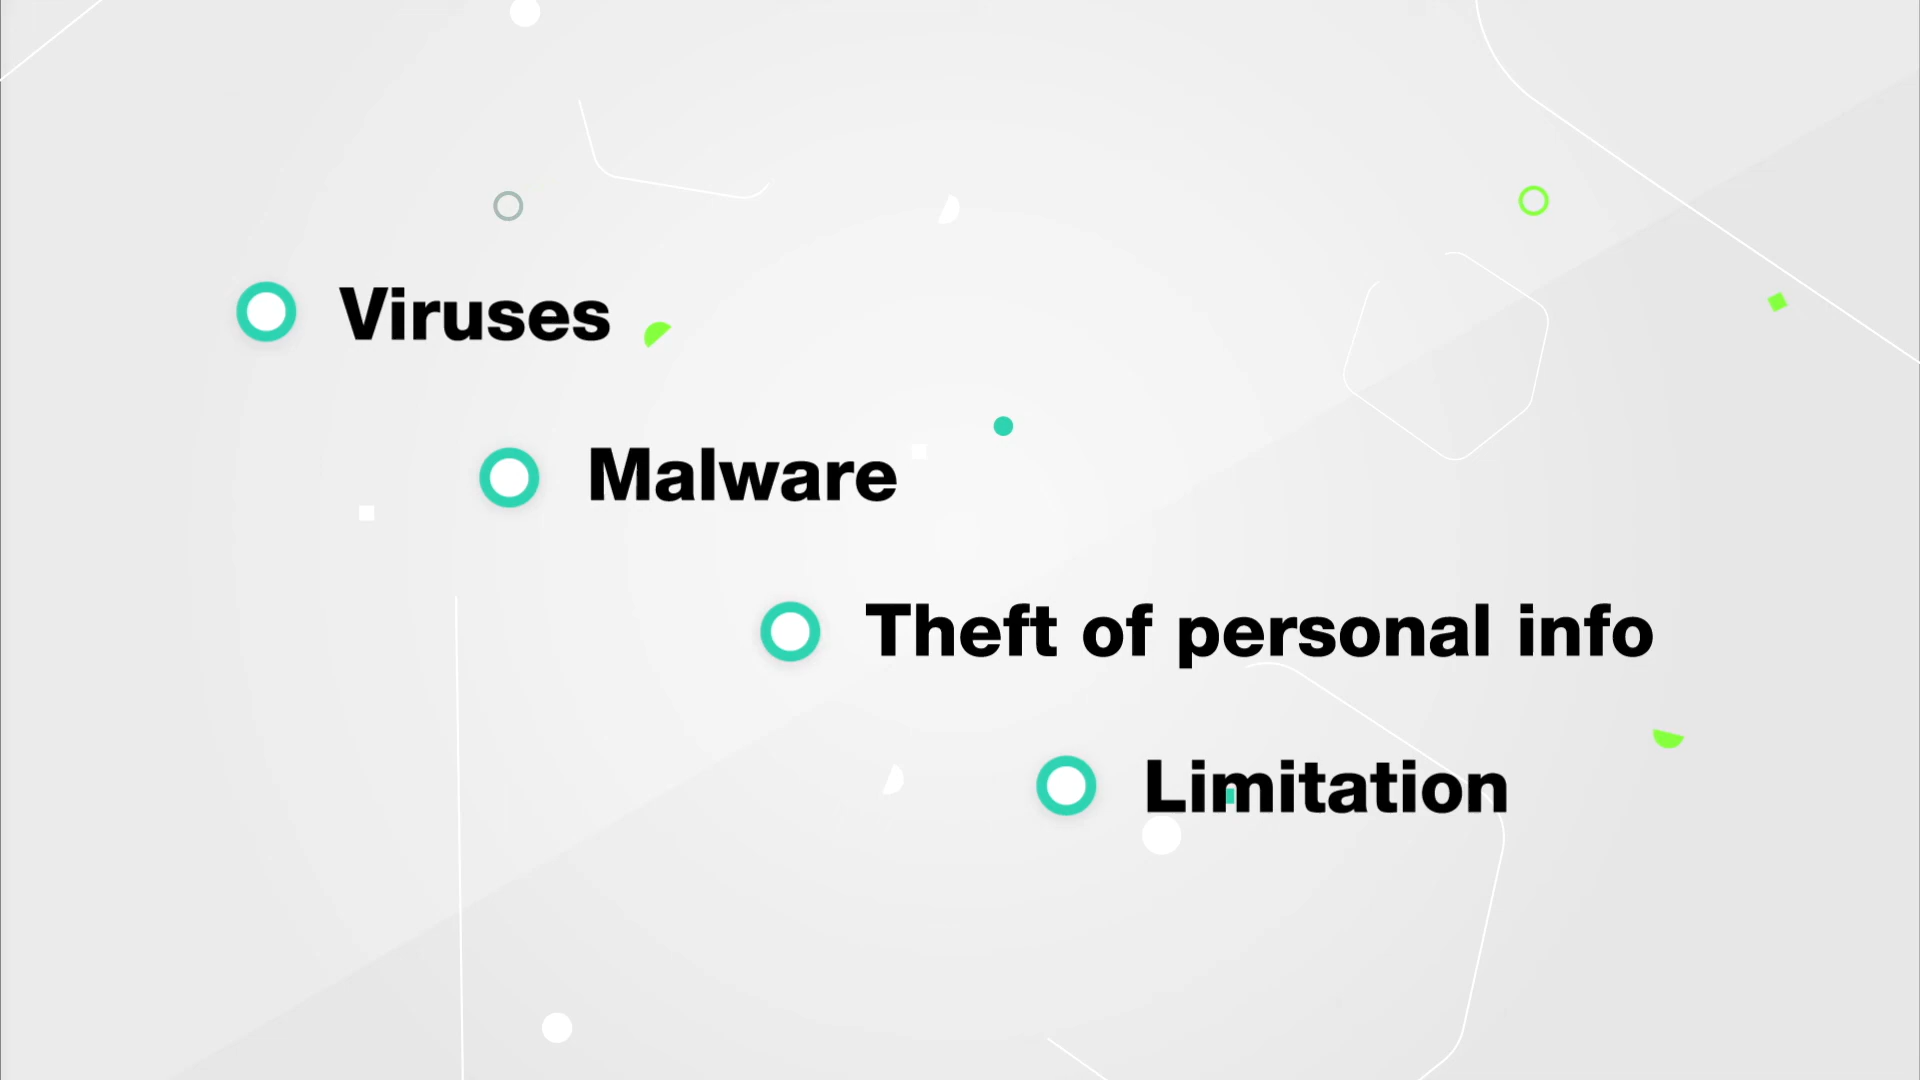 Viruses
Malware
Theft of personal info
Limitation